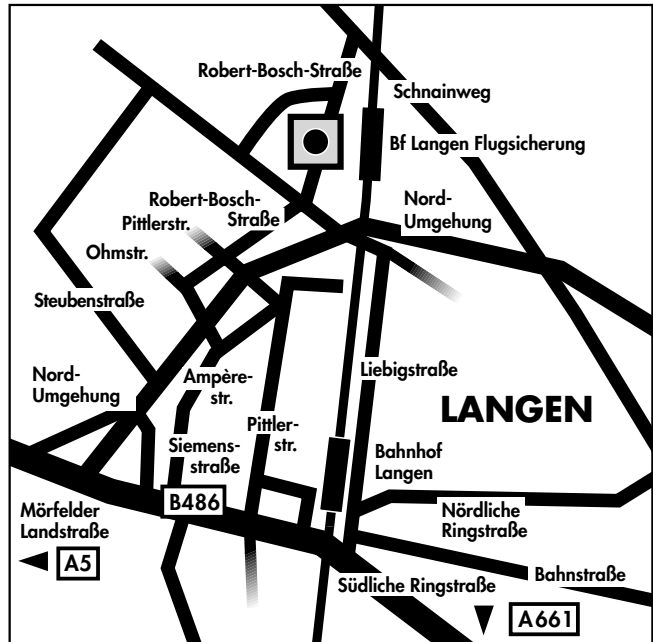 Robert-Bosch-Straße
Schnainweg
Bf Langen Flugsicherung
Robert-Bosch-
Straße
Nord-
Umgehung
Pittlerstr.
Ohmstr.
Steubenstraße
Nord-
Umgehung
Ampère-
str.
Liebigstraße
LANGEN
Siemens-
straße
Pittler-
str.
Bahnhof
Langen
B486
Mörfelder
Landstraße
Nördliche
Ringstraße
A5
Südliche Ringstraße
Bahnstraße
A661